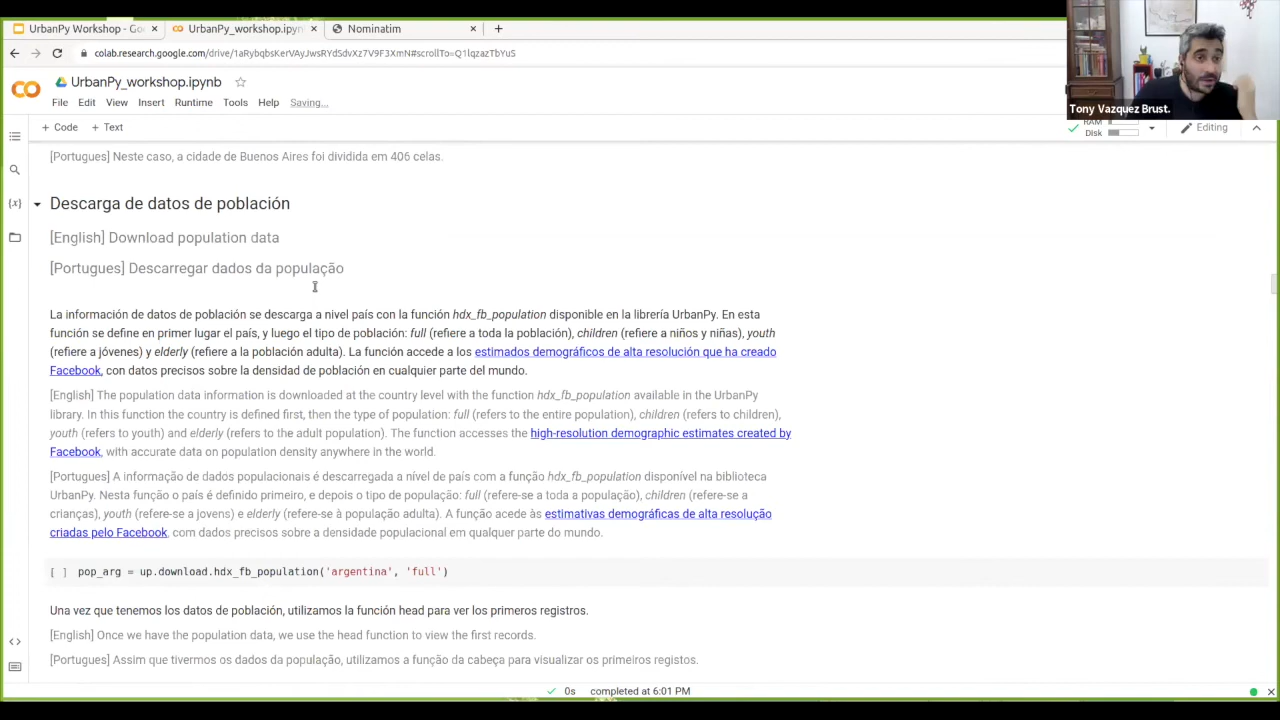 UrbanPy Workshop - Go
UrbanPy_workshop.ipyn
Nominatim
colab.research.google.com/drive/1aRybqbsKerVAyJwsRYdSdvXz7V9F3XmN#scrollTo=Q1lqzazTbYuS
UrbanPy_workshop.ipynb
File Edit View Insert Runtime Tools Help Saving...
Tony Vazquez Brust.
+ Code + Text
RAM
Disk
Editing
[Portugues] Neste caso, a cidade de Buenos Aires foi dividida em 406 celas.
Descarga de datos de población
[English] Download population data
[Portugues] Descarregar dados da população
La información de datos de población se descarga a nivel país con la función hdx_fb_population disponible en la librería UrbanPy. En esta
función se define en primer lugar el país, y luego el tipo de población: full (refiere a toda la población), children (refiere a niños y niñas), youth
(refiere a jóvenes) y elderly (refiere a la población adulta). La función accede a los estimados demográficos de alta resolución que ha creado
Facebook, con datos precisos sobre la densidad de población en cualquier parte del mundo.
[English] The population data information is downloaded at the country level with the function hdx_fb_population available in the UrbanPy
library. In this function the country is defined first, then the type of population: full (refers to the entire population), children (refers to children),
youth (refers to youth) and elderly (refers to the adult population). The function accesses the high-resolution demographic estimates created by
Facebook, with accurate data on population density anywhere in the world.
[Portugues] A informação de dados populacionais é descarregada a nível de país com a função hdx_fb_population disponível na biblioteca
UrbanPy. Nesta função o país é definido primeiro, e depois o tipo de população: full (refere-se a toda a população), children (refere-se a
crianças), youth (refere-se a jovens) e elderly (refere-se à população adulta). A função acede às estimativas demográficas de alta resolução
criadas pelo Facebook, com dados precisos sobre a densidade populacional em qualquer parte do mundo.
[ ] pop_arg = up.download.hdx_fb_population('argentina', 'full')
Una vez que tenemos los datos de población, utilizamos la función head para ver los primeros registros.
[English] Once we have the population data, we use the head function to view the first records.
[Portugues] Assim que tivermos os dados da população, utilizamos a função da cabeça para visualizar os primeiros registos.
0s completed at 6:01 PM